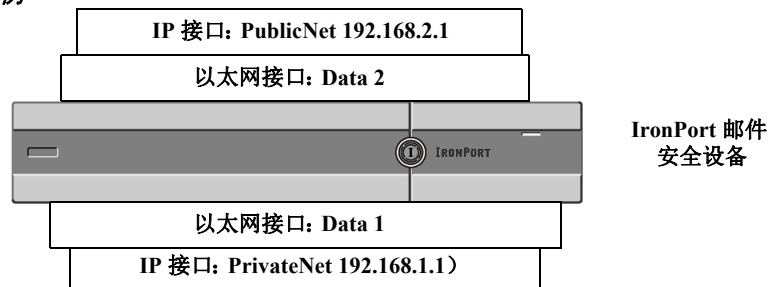 IP 接口: PublicNet 192.168.2.1
以太网接口: Data 2
IRONPORT
IronPort 邮件
安全设备
以太网接口: Data 1
IP 接口: PrivateNet 192.168.1.1）